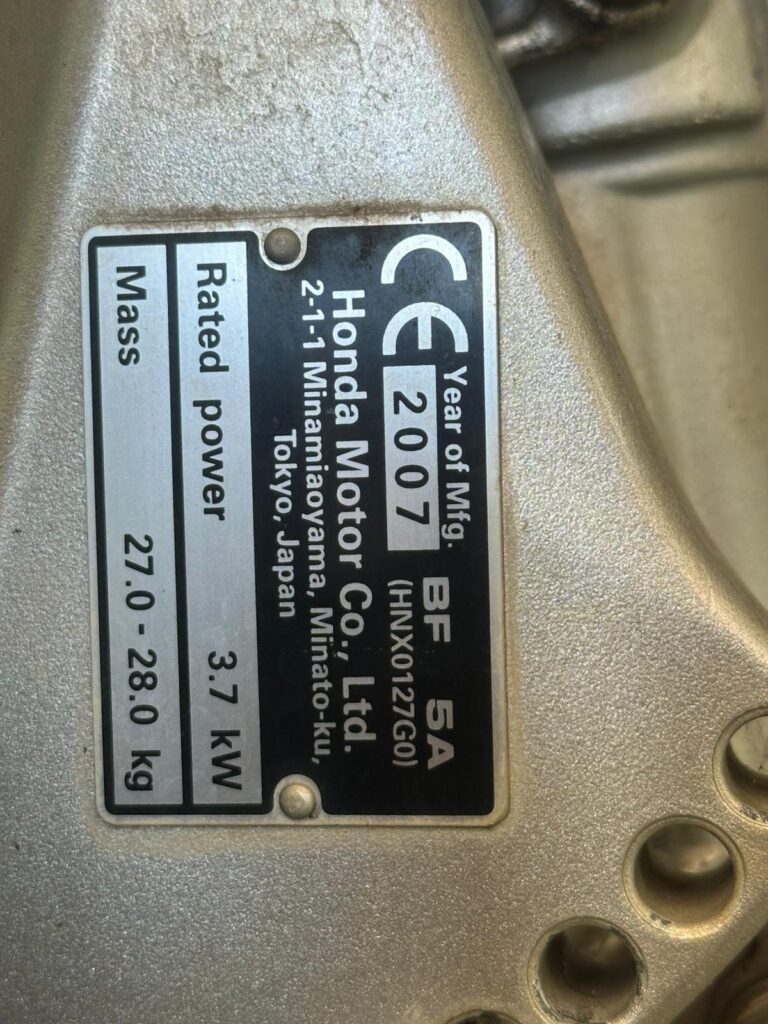 CE Year of Mfg. BF 5A
2007 (HNX0127G0)
Honda Motor Co., Ltd.
2-1-1 Minamiaoyama, Minato-ku,
Tokyo, Japan
Rated power 3.7 kW
Mass 27.0 - 28.0 kg